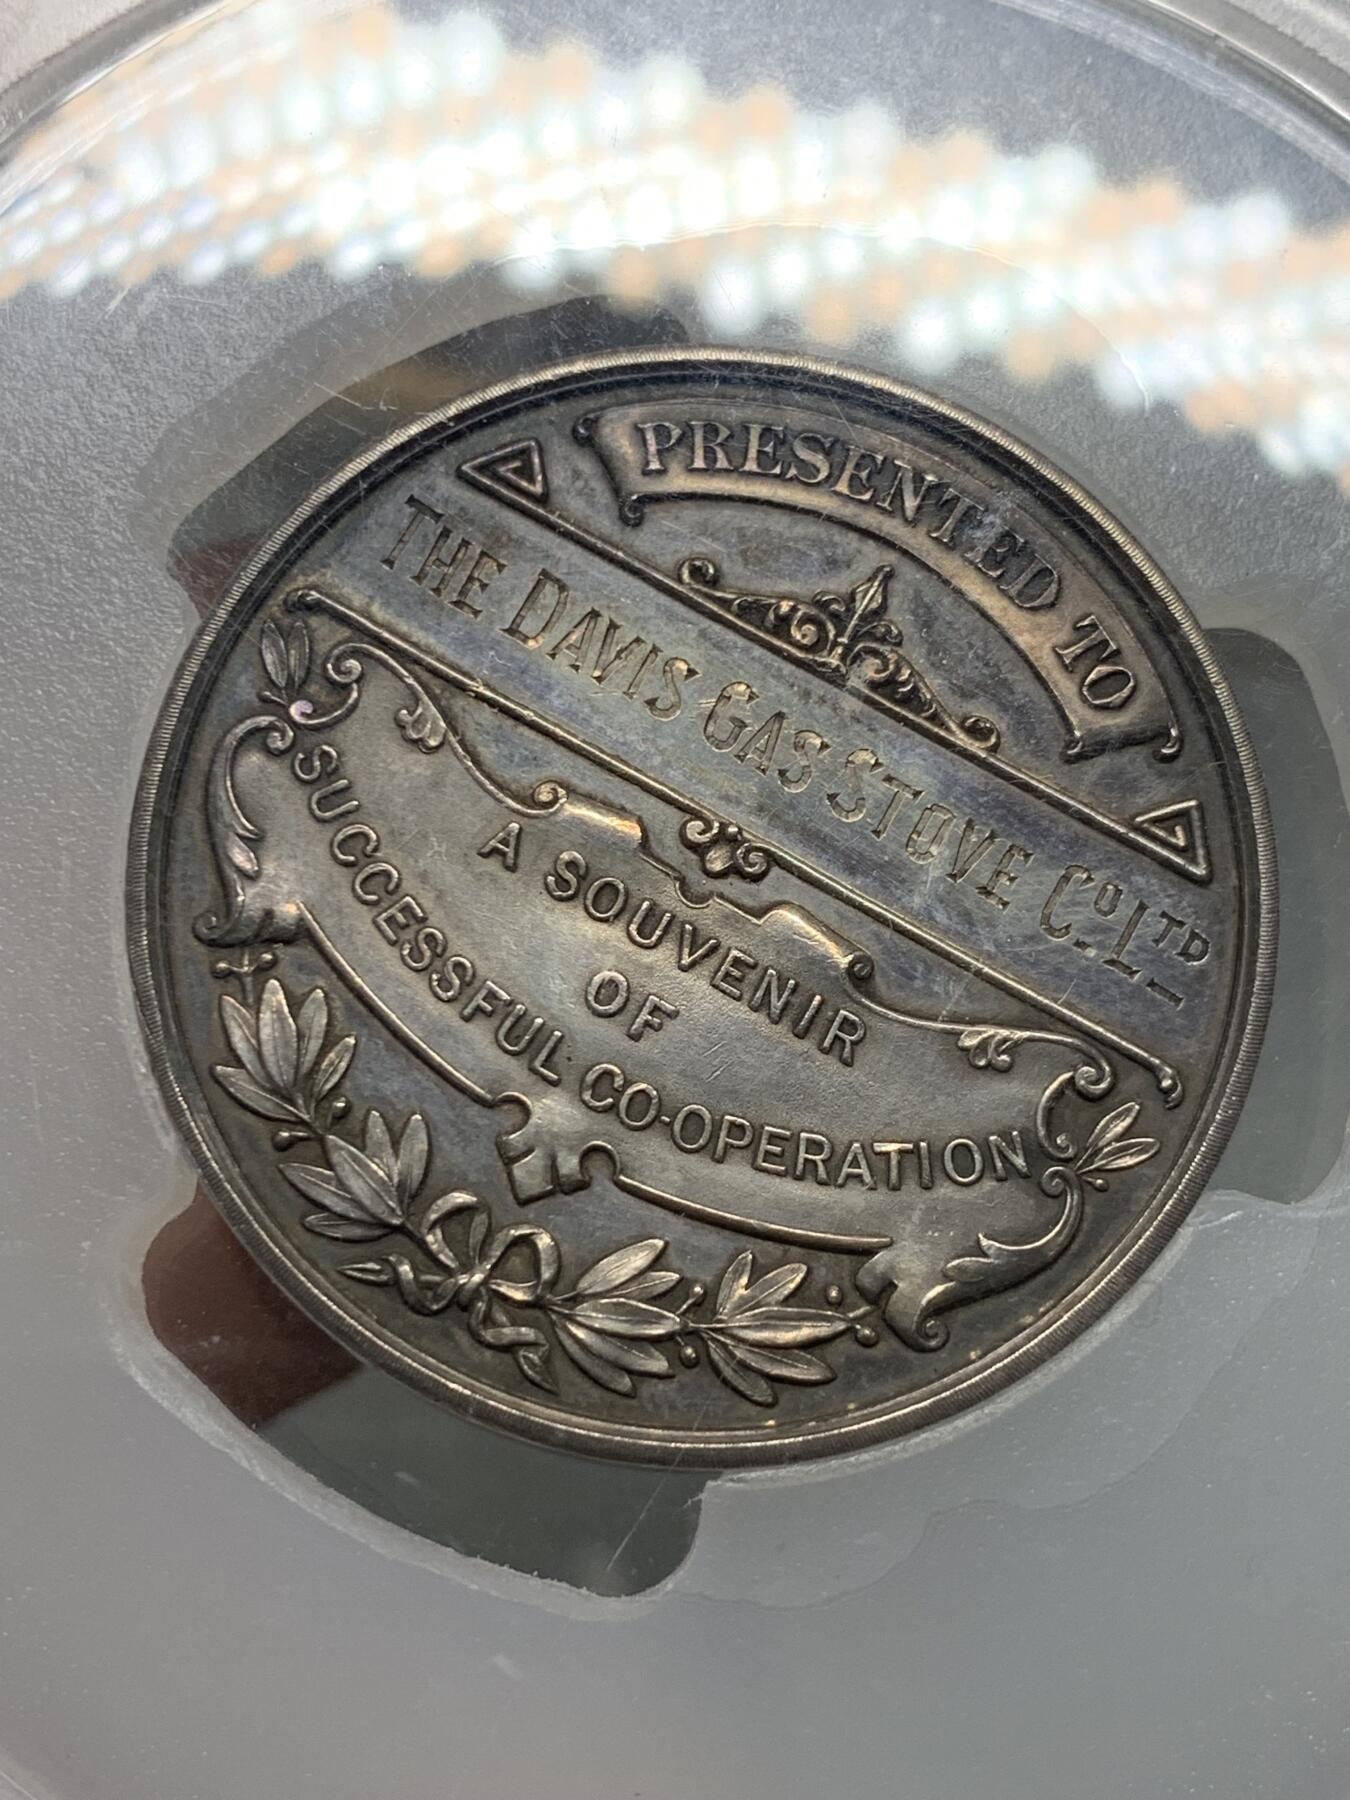 PRESENTED TO
THE DAVIS GAS STOVE Co LTD
A SOUVENIR
OF
SUCCESSFUL CO-OPERATION